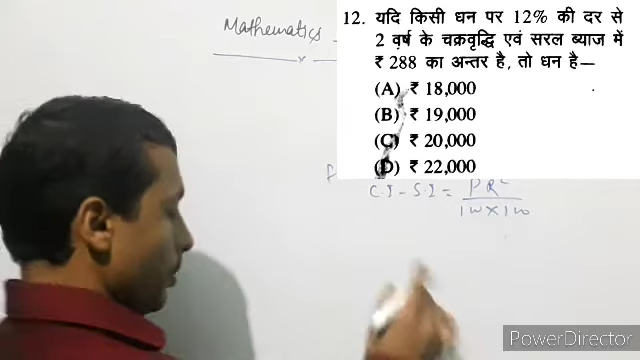 Mathematics
12. यदि किसी धन पर 12% की दर से
2 वर्ष के चक्रवृद्धि एवं सरल ब्याज में
₹ 288 का अन्तर है, तो धन है—
(A) ₹ 18,000
(B) ₹ 19,000
(C) ₹ 20,000
(D) ₹ 22,000
C.I - S.I = PR²
100 × 100
PowerDirector